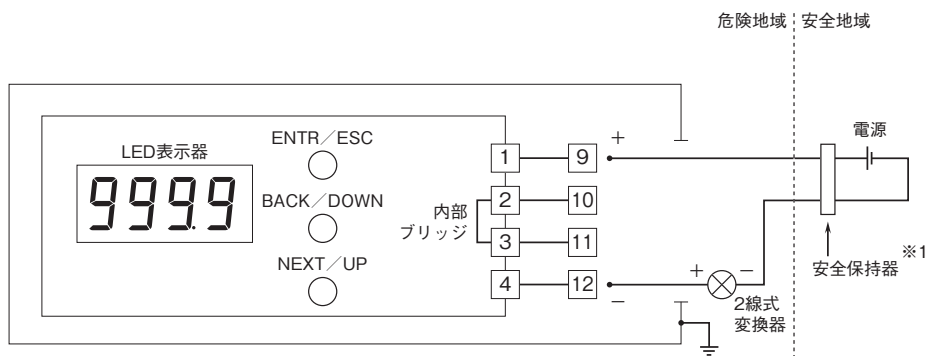 危険地域 安全地域
電源
ENTR／ESC
LED表示器
999.9
BACK／DOWN
NEXT／UP
内部
ブリッジ
1 9 +
2 10
3 11
4 12 −
+ −
2線式
変換器
安全保持器 ※1